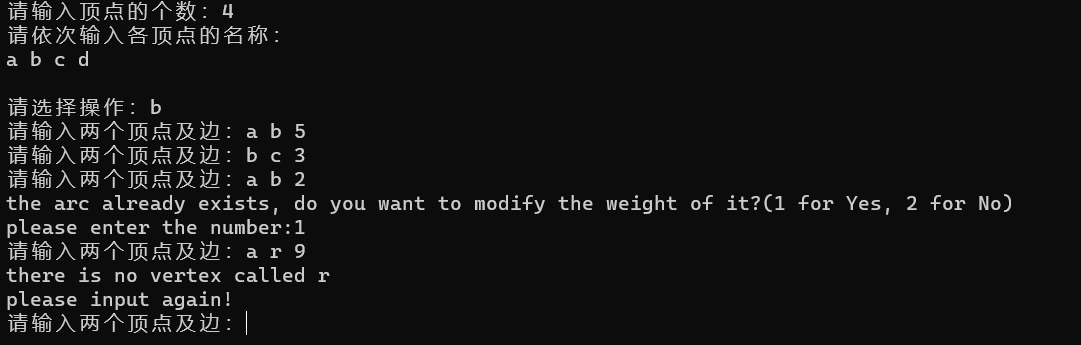 请输入顶点的个数：4
请依次输入各顶点的名称：
a b c d
请选择操作：b
请输入两个顶点及边：a b 5
请输入两个顶点及边：b c 3
请输入两个顶点及边：a b 2
the arc already exists, do you want to modify the weight of it?(1 for Yes, 2 for No)
please enter the number:1
请输入两个顶点及边：a r 9
there is no vertex called r
please input again!
请输入两个顶点及边：